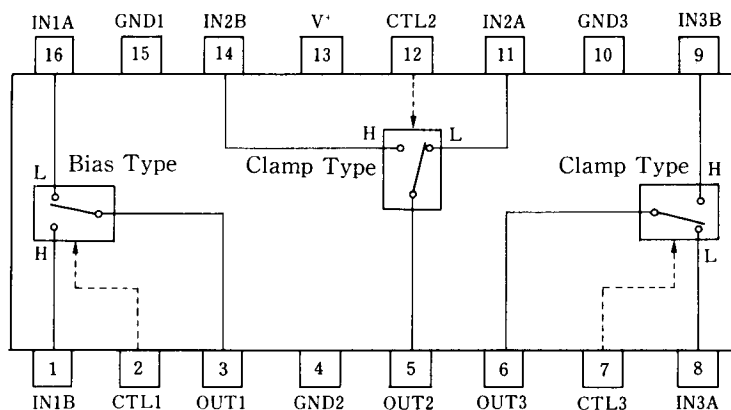 IN1A GND1 IN2B V+ CTL2 IN2A GND3 IN3B
16 15 14 13 12 11 10 9
H L
L Bias Type Clamp Type Clamp Type H
H L
1 2 3 4 5 6 7 8
IN1B CTL1 OUT1 GND2 OUT2 OUT3 CTL3 IN3A